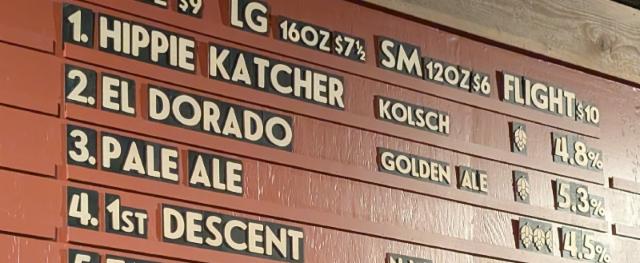 $9 LG 16OZ $7½ SM 12OZ $6 FLIGHT $10
1. HIPPIE KATCHER KOLSCH 4.8%
2. EL DORADO GOLDEN ALE 5.3%
3. PALE ALE 4.5%
4. 1ST DESCENT